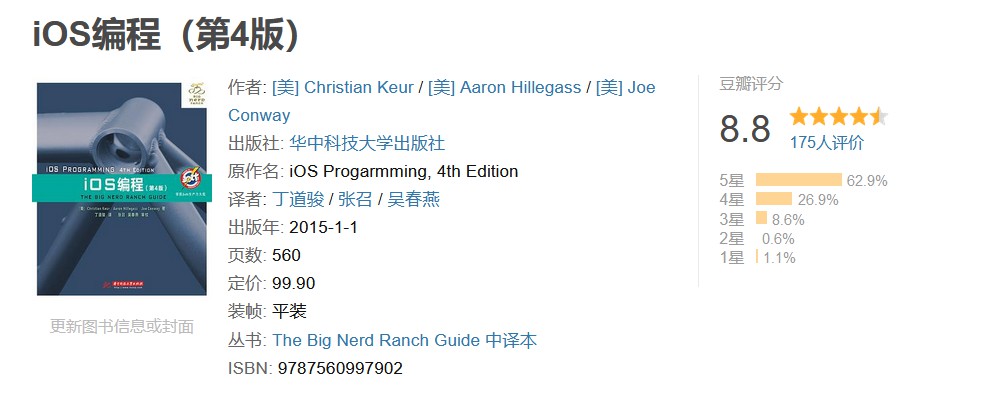 iOS编程（第4版）
作者: [美] Christian Keur / [美] Aaron Hillegass / [美] Joe
Conway
出版社: 华中科技大学出版社
原作名: iOS Progarmming, 4th Edition
译者: 丁道骏 / 张召 / 吴春燕
出版年: 2015-1-1
页数: 560
定价: 99.90
装帧: 平装
丛书: The Big Nerd Ranch Guide 中译本
ISBN: 9787560997902
iOS PROGRAMMING, 4TH EDITION
iOS编程(第4版)
THE BIG NERD RANCH GUIDE
更新图书信息或封面
豆瓣评分
8.8
175人评价
5星 62.9%
4星 26.9%
3星 8.6%
2星 0.6%
1星 1.1%